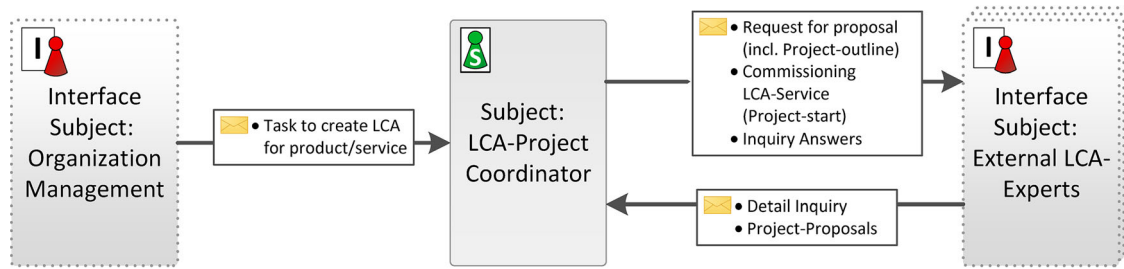 I
Interface
Subject:
Organization
Management
• Task to create LCA
for product/service
S
Subject:
LCA-Project
Coordinator
• Request for proposal
(incl. Project-outline)
• Commissioning
LCA-Service
(Project-start)
• Inquiry Answers
• Detail Inquiry
• Project-Proposals
I
Interface
Subject:
External LCA-
Experts